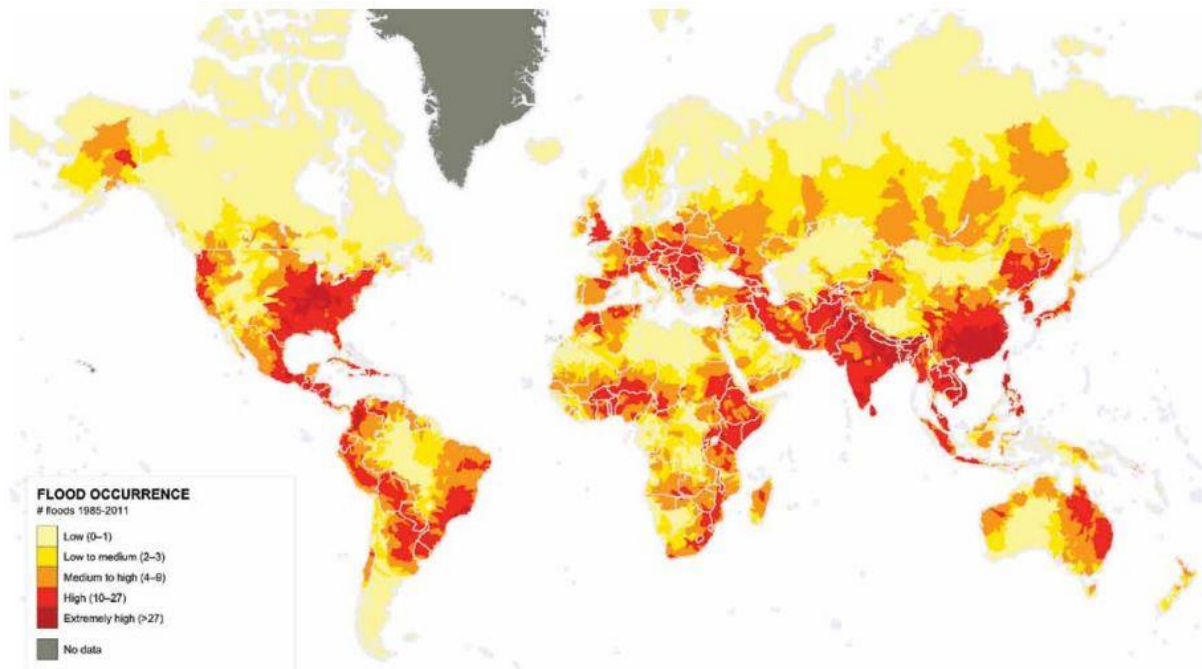 FLOOD OCCURRENCE
# floods 1985-2011
Low (0–1)
Low to medium (2–3)
Medium to high (4–9)
High (10–27)
Extremely high (>27)
No data